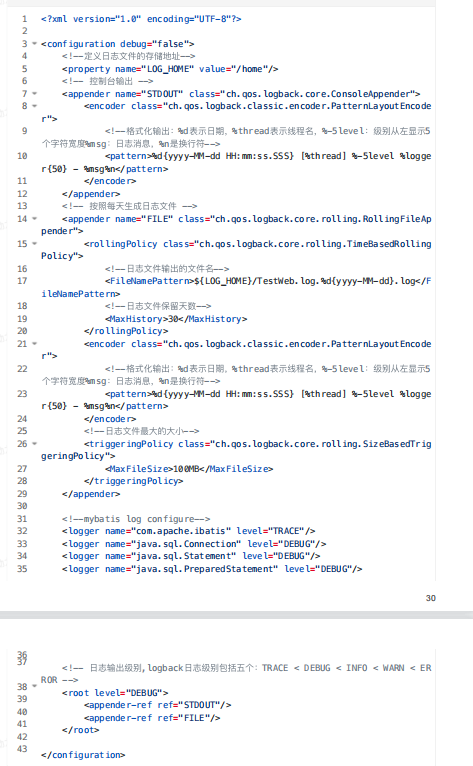 1 <?xml version="1.0" encoding="UTF-8"?>
2
3 <configuration debug="false">
4 <!--定义日志文件的存储地址-->
5 <property name="LOG_HOME" value="/home"/>
6 <!-- 控制台输出 -->
7 <appender name="STDOUT" class="ch.qos.logback.core.ConsoleAppender">
8 <encoder class="ch.qos.logback.classic.encoder.PatternLayoutEncode
r">
9 <!--格式化输出：%d表示日期，%thread表示线程名，%-5level：级别从左显示5
个字符宽度%msg：日志消息，%n是换行符-->
10 <pattern>%d{yyyy-MM-dd HH:mm:ss.SSS} [%thread] %-5level %logge
r{50} - %msg%n</pattern>
11 </encoder>
12 </appender>
13 <!-- 按照每天生成日志文件 -->
14 <appender name="FILE" class="ch.qos.logback.core.rolling.RollingFileAp
pender">
15 <rollingPolicy class="ch.qos.logback.core.rolling.TimeBasedRolling
Policy">
16 <!--日志文件输出的文件名-->
17 <FileNamePattern>${LOG_HOME}/TestWeb.log.%d{yyyy-MM-dd}.log</F
ileNamePattern>
18 <!--日志文件保留天数-->
19 <MaxHistory>30</MaxHistory>
20 </rollingPolicy>
21 <encoder class="ch.qos.logback.classic.encoder.PatternLayoutEncode
r">
22 <!--格式化输出：%d表示日期，%thread表示线程名，%-5level：级别从左显示5
个字符宽度%msg：日志消息，%n是换行符-->
23 <pattern>%d{yyyy-MM-dd HH:mm:ss.SSS} [%thread] %-5level %logge
r{50} - %msg%n</pattern>
24 </encoder>
25 <!--日志文件最大的大小-->
26 <triggeringPolicy class="ch.qos.logback.core.rolling.SizeBasedTrig
geringPolicy">
27 <MaxFileSize>100MB</MaxFileSize>
28 </triggeringPolicy>
29 </appender>
30
31 <!--mybatis log configure-->
32 <logger name="com.apache.ibatis" level="TRACE"/>
33 <logger name="java.sql.Connection" level="DEBUG"/>
34 <logger name="java.sql.Statement" level="DEBUG"/>
35 <logger name="java.sql.PreparedStatement" level="DEBUG"/>
30
36
37 <!-- 日志输出级别,logback日志级别包括五个：TRACE < DEBUG < INFO < WARN < ER
ROR -->
38 <root level="DEBUG">
39 <appender-ref ref="STDOUT"/>
40 <appender-ref ref="FILE"/>
41 </root>
42
43 </configuration>